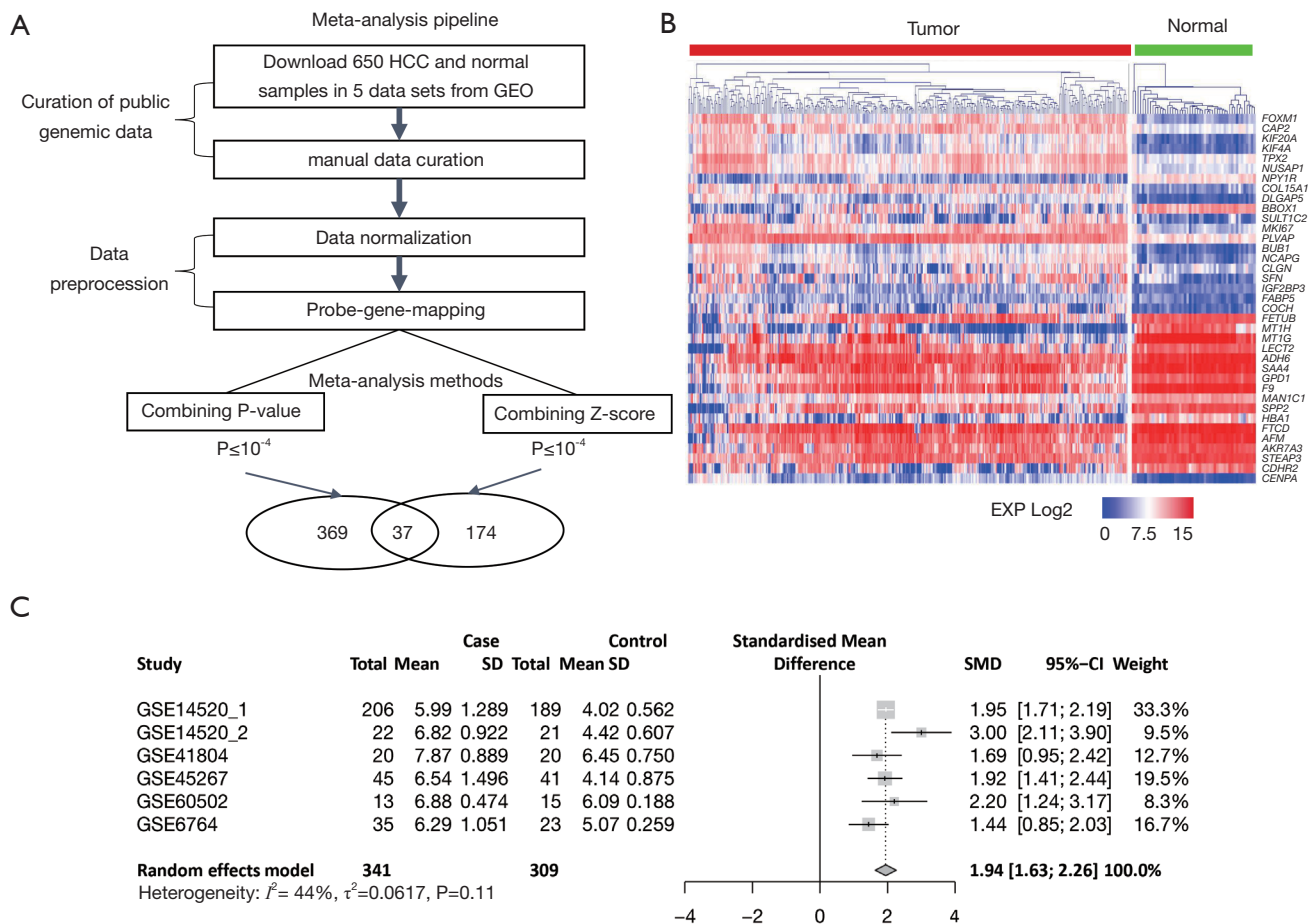 A
Meta-analysis pipeline
Download 650 HCC and normal
samples in 5 data sets from GEO
Curation of public
genemic data
manual data curation
Data normalization
Data
preprocession
Probe-gene-mapping
Meta-analysis methods
Combining P-value
Combining Z-score
P≤10⁻⁴
P≤10⁻⁴
369
37
174
B
Tumor
Normal
FOXM1
CAP2
KIF20A
KIF4A
TPX2
NUSAP1
NPY1R
COL15A1
DLGAP5
BBOX1
SULT1C2
MKI67
PLVAP
BUB1
NCAPG
CLGN
SFN
IGF2BP3
FABP5
COCH
FETUB
MT1H
MT1G
LECT2
ADH6
SAA4
GPD1
F9
MAN1C1
SPP2
HBA1
FTCD
AFM
AKR7A3
STEAP3
CDHR2
CENPA
EXP Log2
0 7.5 15
C
Case Control Standardised Mean
Study Total Mean SD Total Mean SD Difference SMD 95%−CI Weight
GSE14520_1 206 5.99 1.289 189 4.02 0.562 1.95 [1.71; 2.19] 33.3%
GSE14520_2 22 6.82 0.922 21 4.42 0.607 3.00 [2.11; 3.90] 9.5%
GSE41804 20 7.87 0.889 20 6.45 0.750 1.69 [0.95; 2.42] 12.7%
GSE45267 45 6.54 1.496 41 4.14 0.875 1.92 [1.41; 2.44] 19.5%
GSE60502 13 6.88 0.474 15 6.09 0.188 2.20 [1.24; 3.17] 8.3%
GSE6764 35 6.29 1.051 23 5.07 0.259 1.44 [0.85; 2.03] 16.7%
Random effects model 341 309 1.94 [1.63; 2.26] 100.0%
Heterogeneity: I²= 44%, τ²=0.0617, P=0.11
−4 −2 0 2 4